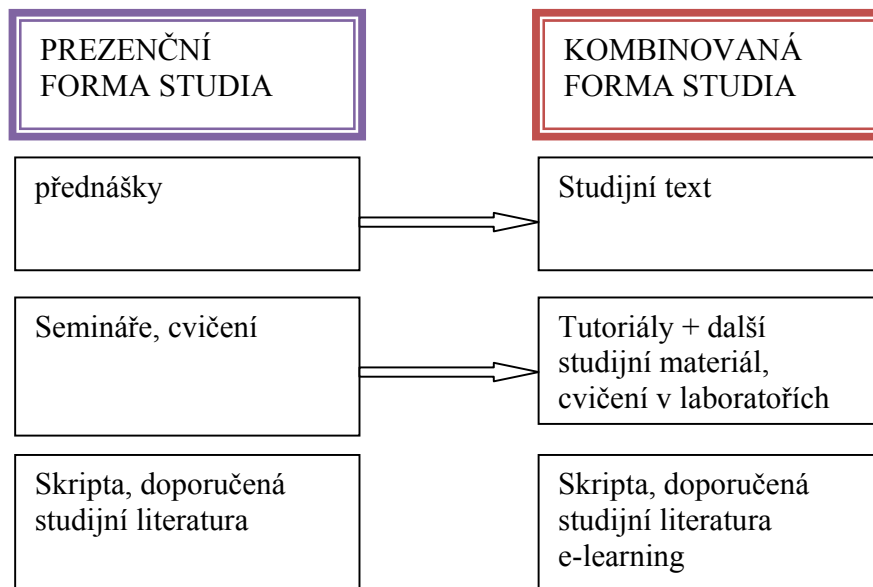 PREZENČNÍ
FORMA STUDIA
KOMBINOVANÁ
FORMA STUDIA
přednášky
Studijní text
Semináře, cvičení
Tutoriály + další
studijní materiál,
cvičení v laboratořích
Skripta, doporučená
studijní literatura
Skripta, doporučená
studijní literatura
e-learning